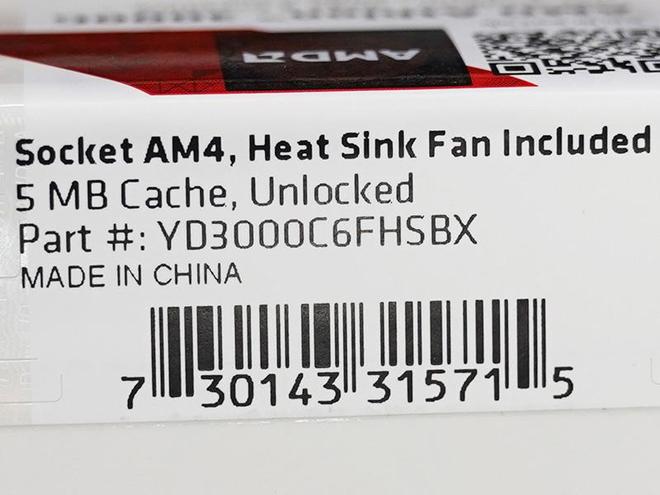 AMD
Socket AM4, Heat Sink Fan Included
5 MB Cache, Unlocked
Part #: YD3000C6FHSBX
MADE IN CHINA
7 30143 31571 5